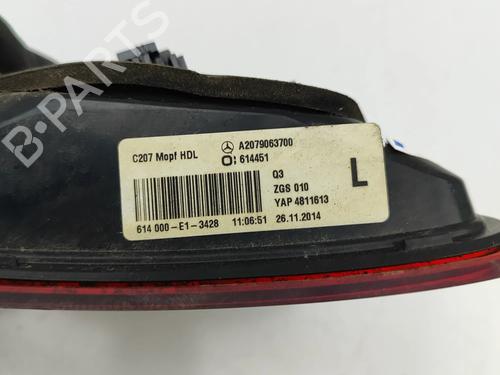 C207 Mopf HDL
A2079063700
614451
Q3
ZGS 010
YAP 4811613
L
614 000-E1-3428 11:06:51 26.11.2014